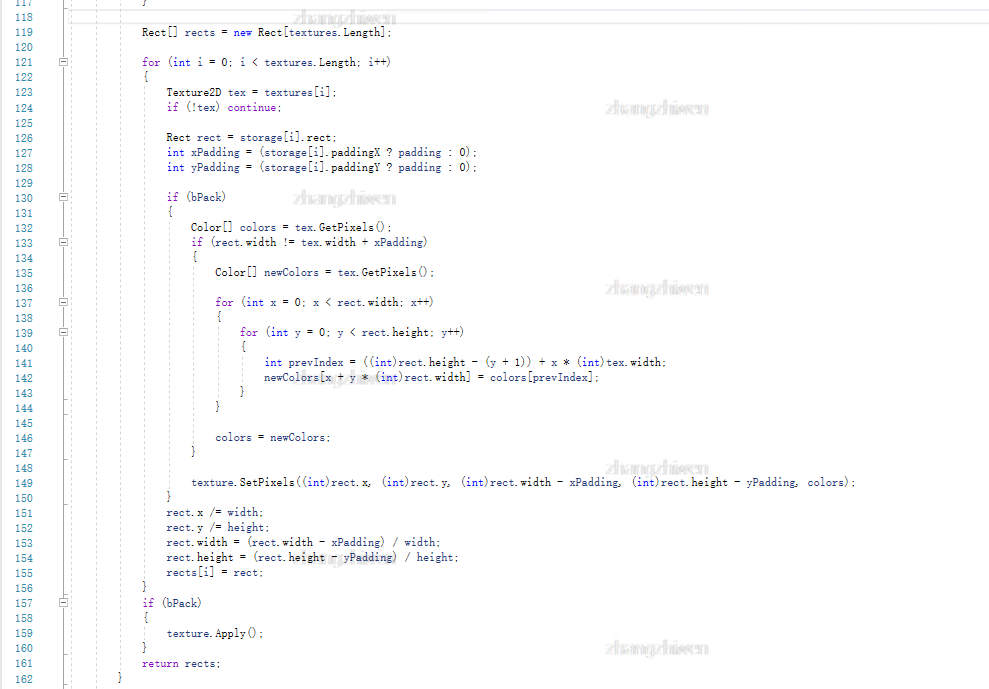 117 }
118
119 Rect[] rects = new Rect[textures.Length];
120
121 for (int i = 0; i < textures.Length; i++)
122 {
123 Texture2D tex = textures[i];
124 if (!tex) continue;
125
126 Rect rect = storage[i].rect;
127 int xPadding = (storage[i].paddingX ? padding : 0);
128 int yPadding = (storage[i].paddingY ? padding : 0);
129
130 if (bPack)
131 {
132 Color[] colors = tex.GetPixels();
133 if (rect.width != tex.width + xPadding)
134 {
135 Color[] newColors = tex.GetPixels();
136
137 for (int x = 0; x < rect.width; x++)
138 {
139 for (int y = 0; y < rect.height; y++)
140 {
141 int prevIndex = ((int)rect.height - (y + 1)) + x * (int)tex.width;
142 newColors[x + y * (int)rect.width] = colors[prevIndex];
143 }
144 }
145
146 colors = newColors;
147 }
148
149 texture.SetPixels((int)rect.x, (int)rect.y, (int)rect.width - xPadding, (int)rect.height - yPadding, colors);
150 }
151 rect.x /= width;
152 rect.y /= height;
153 rect.width = (rect.width - xPadding) / width;
154 rect.height = (rect.height - yPadding) / height;
155 rects[i] = rect;
156 }
157 if (bPack)
158 {
159 texture.Apply();
160 }
161 return rects;
162 }